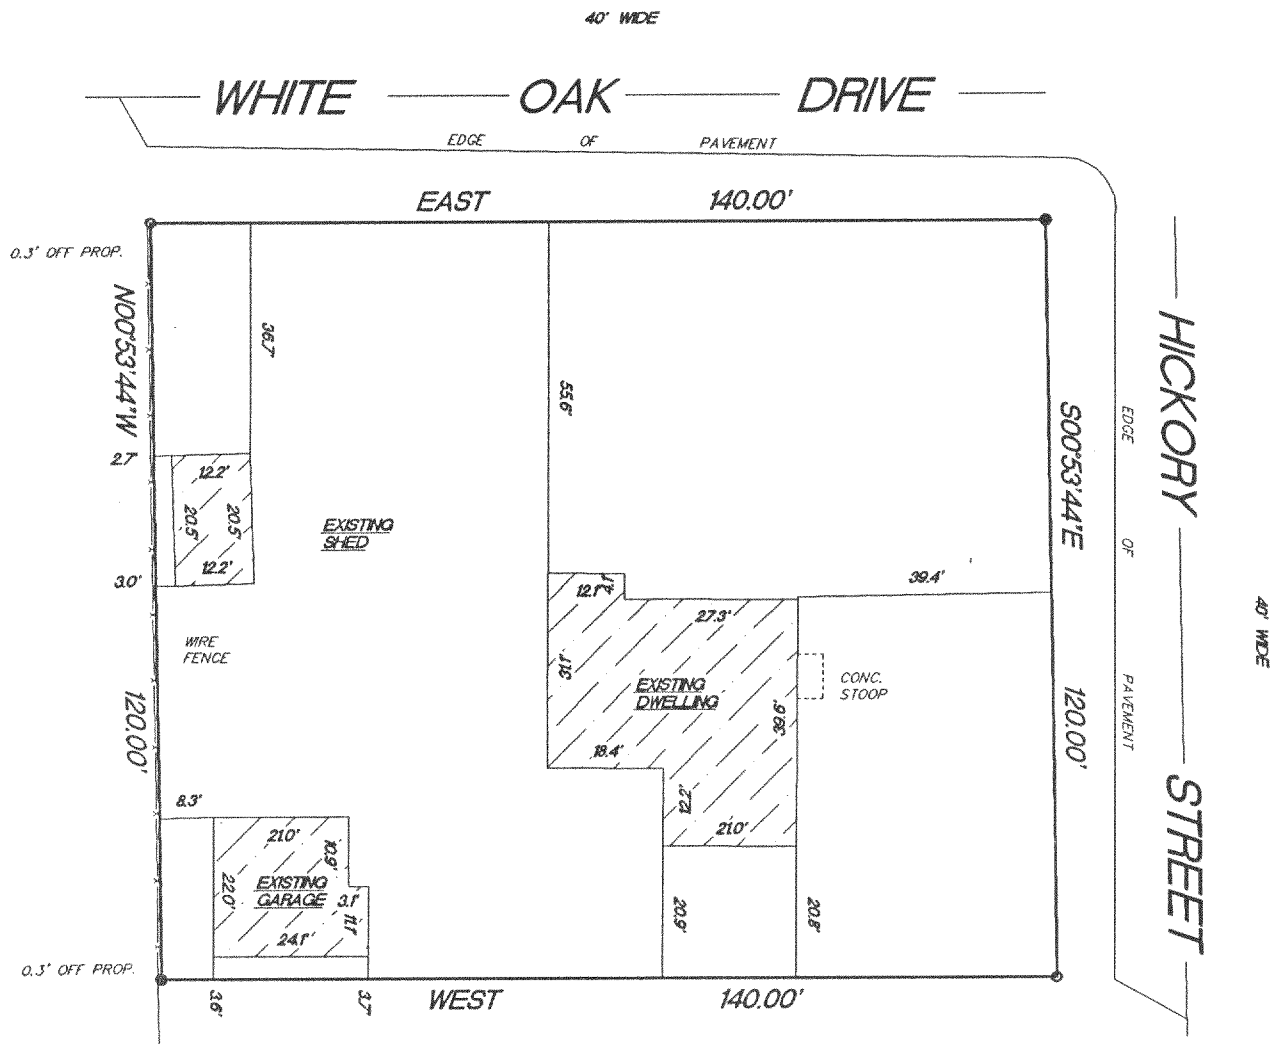 40' WIDE
WHITE OAK DRIVE
EDGE OF PAVEMENT
EAST 140.00'
0.3' OFF PROP.
N00°53'44"W
36.7'
55.6'
S00°53'44"E
EDGE OF PAVEMENT
HICKORY STREET
40' WIDE
2.7'
12.2'
20.5'
20.5'
12.2'
3.0'
EXISTING
SHED
WIRE
FENCE
12.1'
4.1'
27.3'
39.4'
31.1'
EXISTING
DWELLING
39.6'
CONC.
STOOP
18.4'
12.2'
21.0'
120.00'
120.00'
8.3'
21.0'
10.9'
22.0'
EXISTING
GARAGE
3.1'
11.1'
24.1'
20.9'
20.8'
0.3' OFF PROP.
3.6'
3.7'
WEST 140.00'